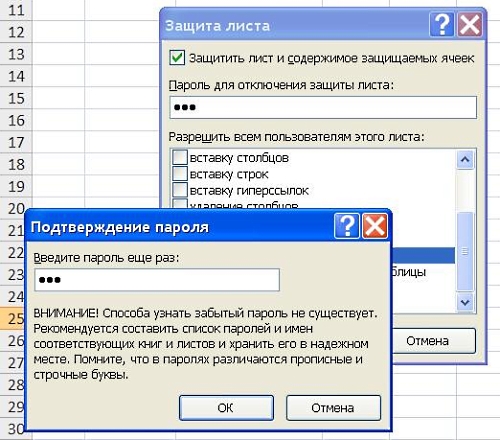 11
12
13
14
15
16
17
18
19
20
21
22
23
24
25
26
27
28
29
30
Защита листа
Защитить лист и содержимое защищаемых ячеек
Пароль для отключения защиты листа:
•••
Разрешить всем пользователям этого листа:
вставку столбцов
вставку строк
вставку гиперссылок
удаление столбцов
Отмена
Подтверждение пароля
Введите пароль еще раз:
•••
ВНИМАНИЕ! Способа узнать забытый пароль не существует.
Рекомендуется составить список паролей и имен
соответствующих книг и листов и хранить его в надежном
месте. Помните, что в паролях различаются прописные и
строчные буквы.
ОК
Отмена